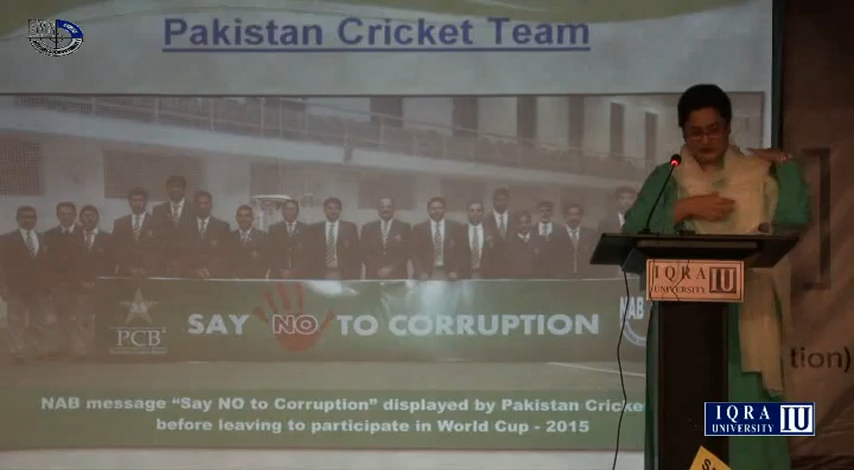 Pakistan Cricket Team
PCB
SAY NO TO CORRUPTION
NAB
NAB message “Say NO to Corruption” displayed by Pakistan
before leaving to participate in World Cup - 2015
IQRA
UNIVERSITY IU
tion)
IQRA
UNIVERSITY IU